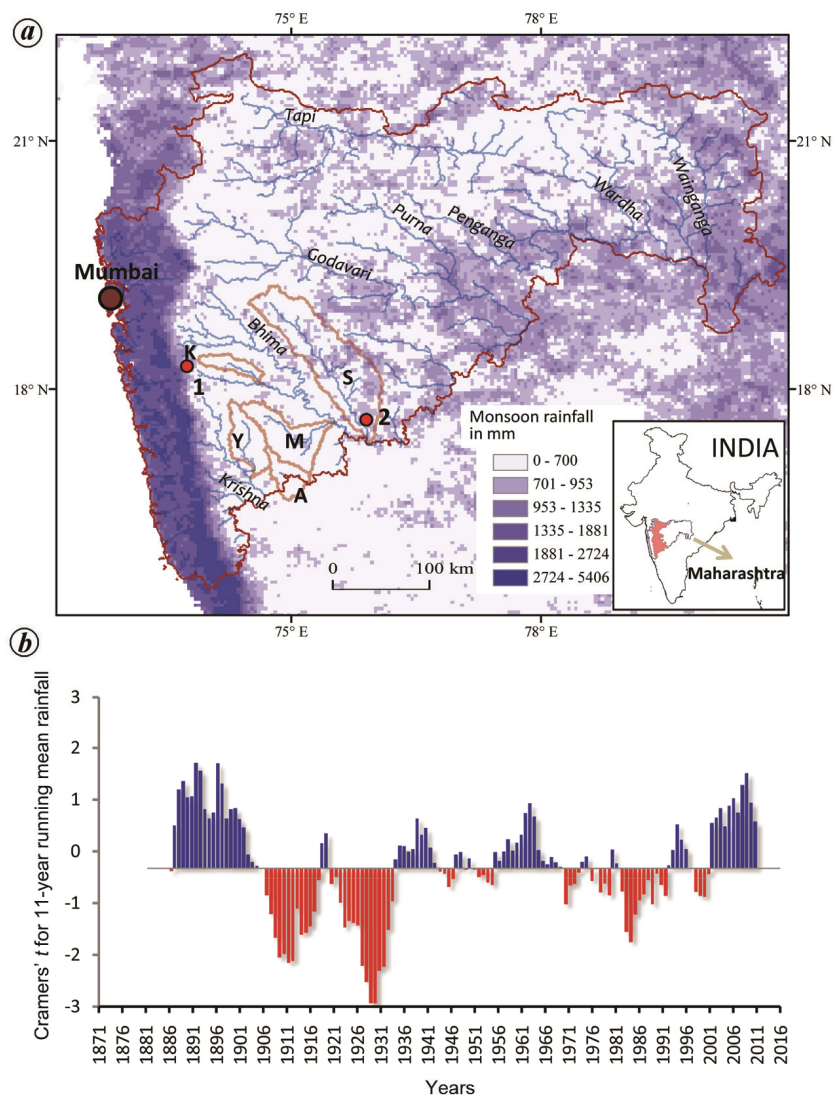 a
75° E
78° E
21° N
21° N
Tapi
Wainganga
Wardha
Purna
Penganga
Godavari
Mumbai
Bhima
K
1
18° N
18° N
S
2
Y
M
A
Krishna
Monsoon rainfall
in mm
0 - 700
701 - 953
953 - 1335
1335 - 1881
1881 - 2724
2724 - 5406
0 100 km
INDIA
Maharashtra
75° E
78° E
b
3
2
1
0
-1
-2
-3
Cramers' t for 11-year running mean rainfall
1871 1876 1881 1886 1891 1896 1901 1906 1911 1916 1921 1926 1931 1936 1941 1946 1951 1956 1961 1966 1971 1976 1981 1986 1991 1996 2001 2006 2011 2016
Years